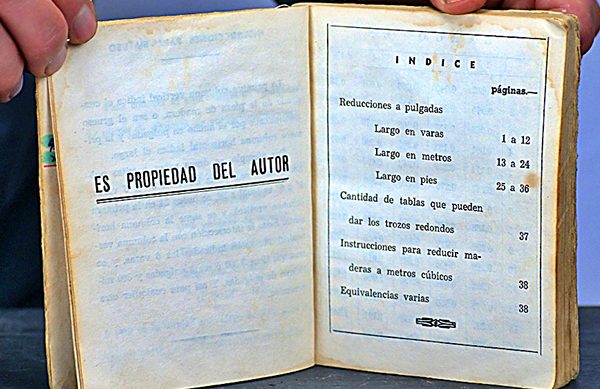 ES PROPIEDAD DEL AUTOR
INDICE
páginas.—
Reducciones a pulgadas
Largo en varas 1 a 12
Largo en metros 13 a 24
Largo en pies 25 a 36
Cantidad de tablas que pueden
dar los trozos redondos 37
Instrucciones para reducir ma-
deras a metros cúbicos 38
Equivalencias varias 38